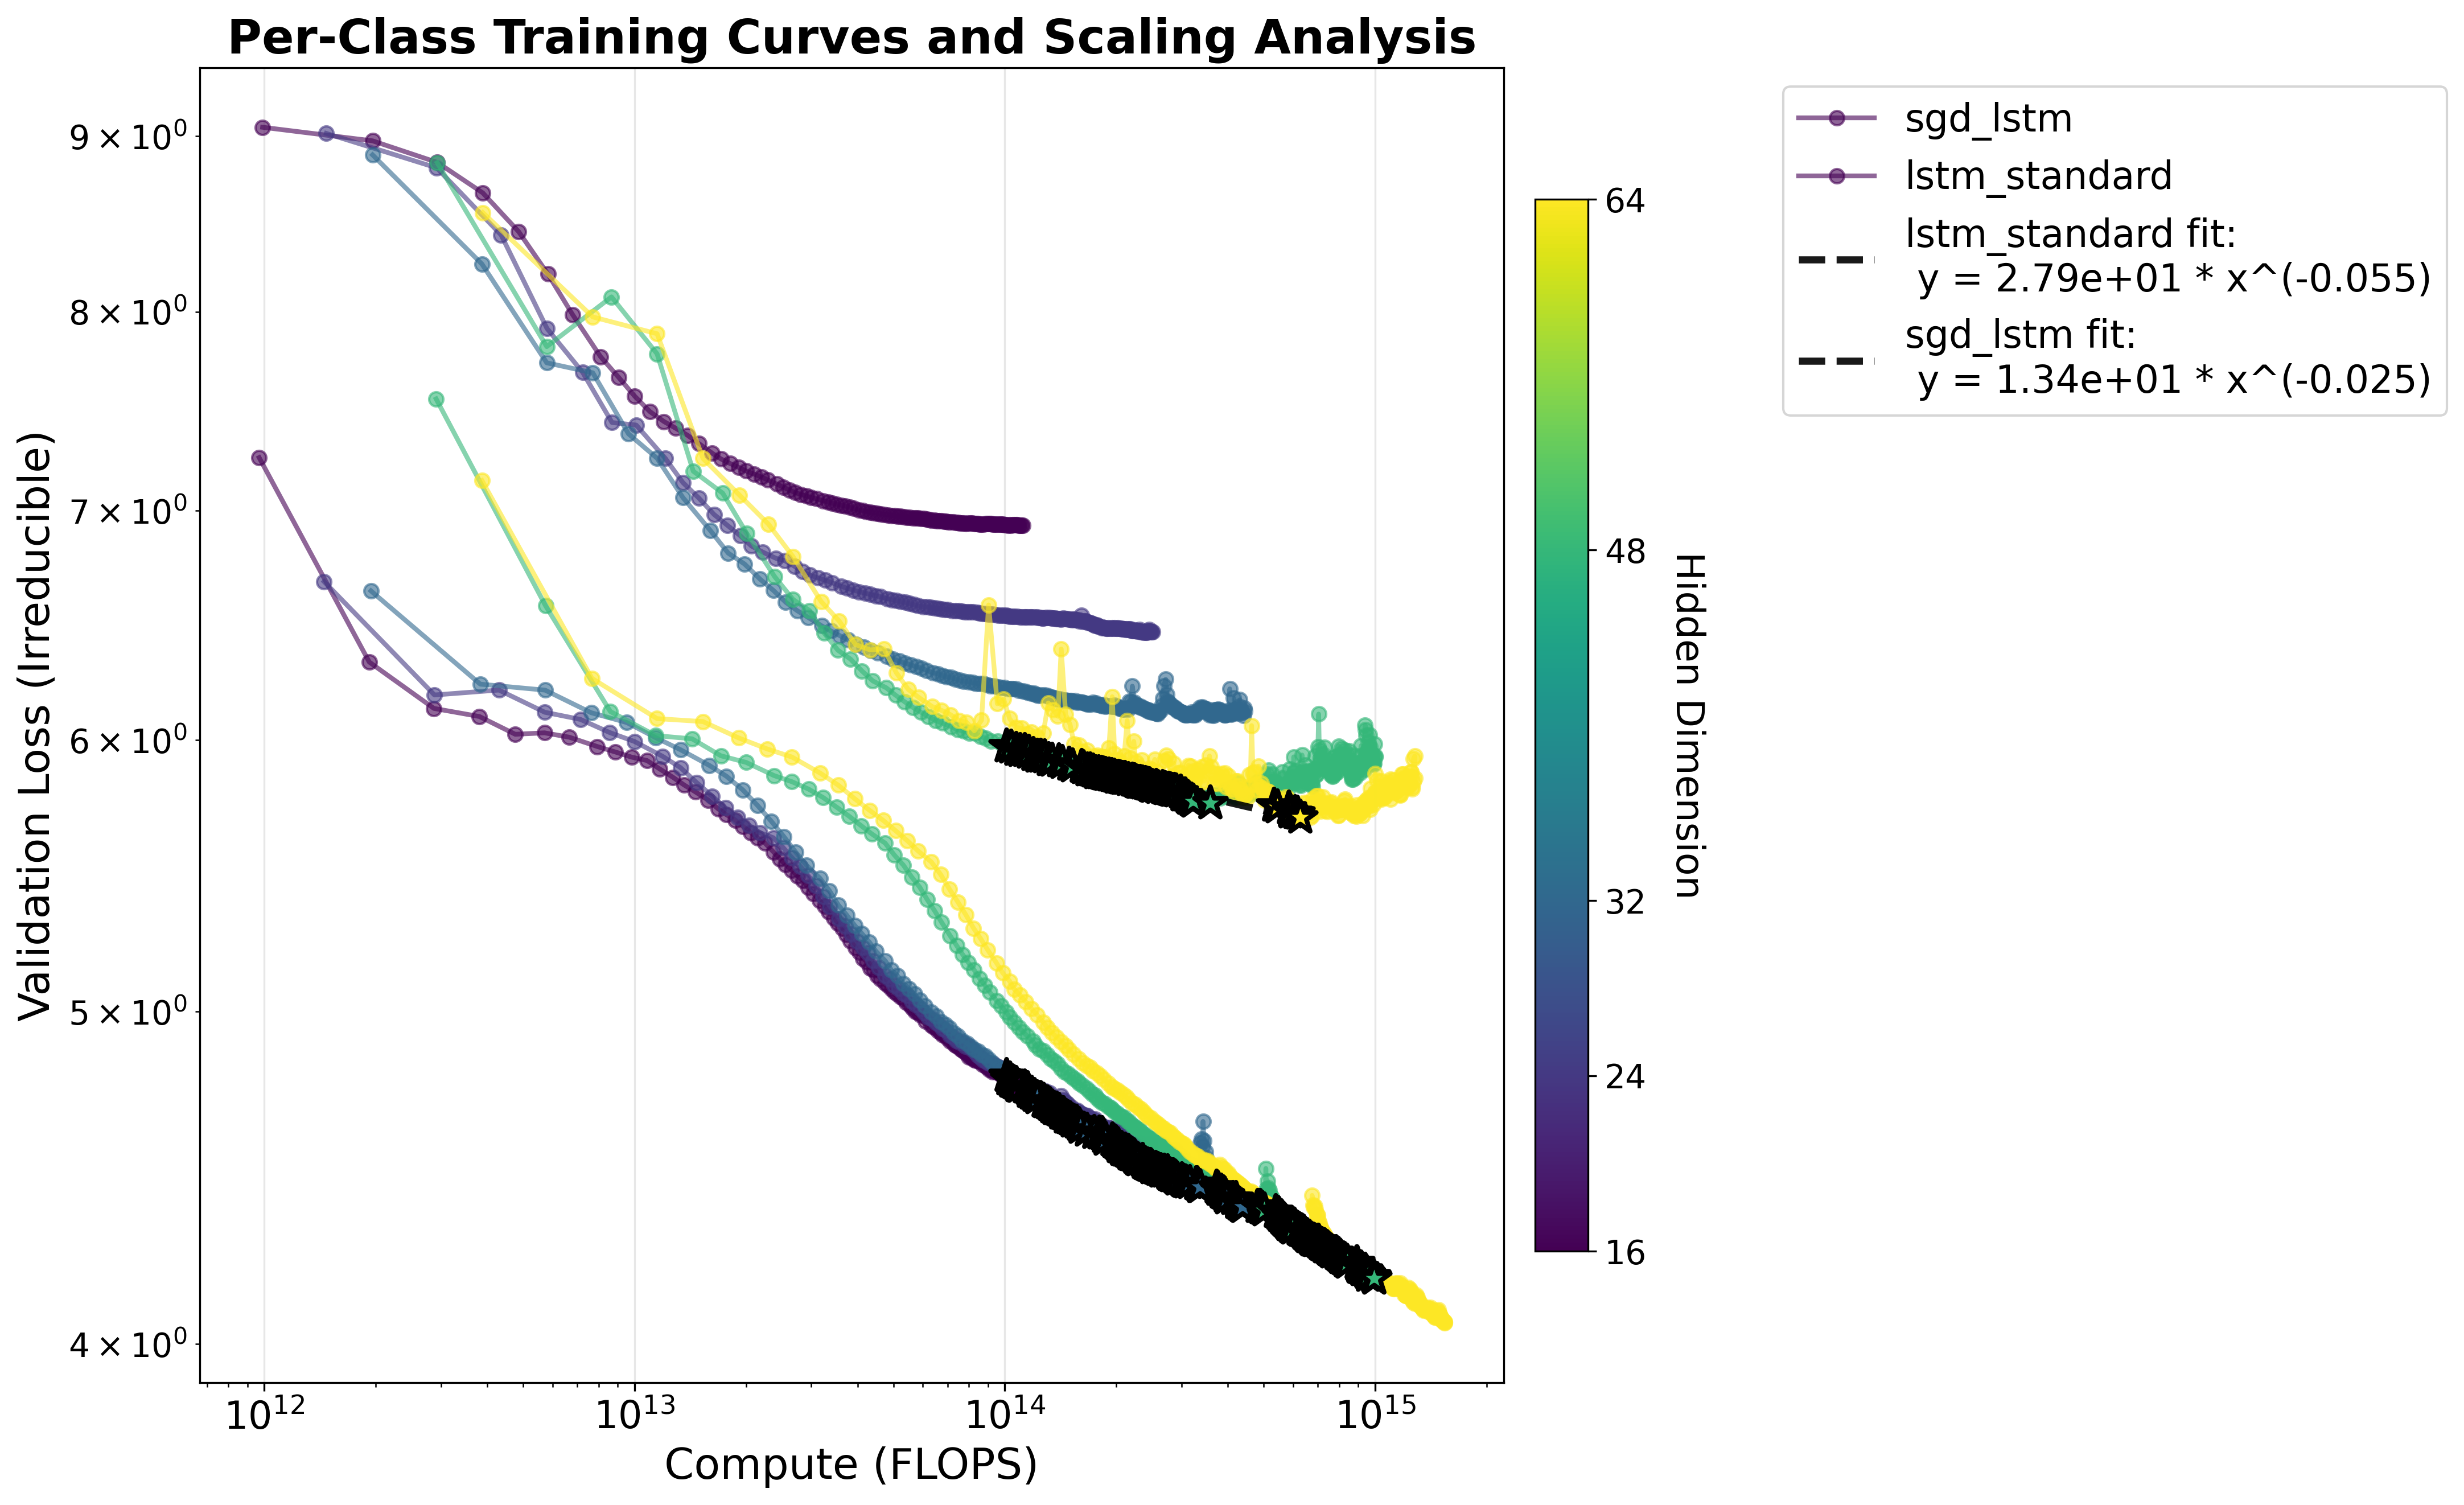 Per-Class Training Curves and Scaling Analysis
Validation Loss (Irreducible)
9 × 10⁰
8 × 10⁰
7 × 10⁰
6 × 10⁰
5 × 10⁰
4 × 10⁰
10¹² 10¹³ 10¹⁴ 10¹⁵
Compute (FLOPS)
64
48
32
24
16
Hidden Dimension
sgd_lstm
lstm_standard
lstm_standard fit:
y = 2.79e+01 * x^(-0.055)
sgd_lstm fit:
y = 1.34e+01 * x^(-0.025)